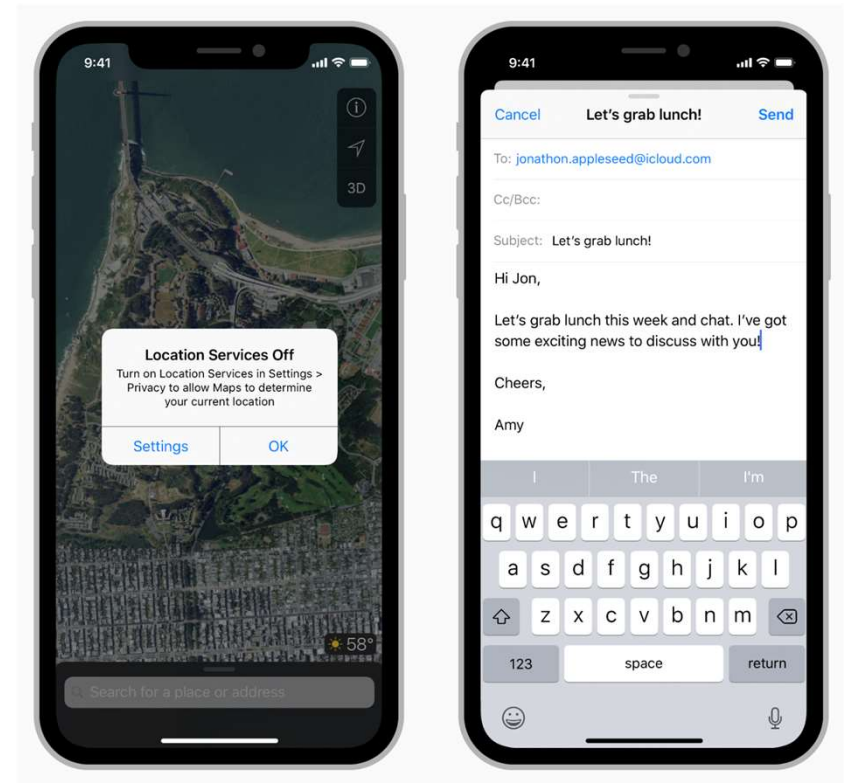 9:41
3D
Location Services Off
Turn on Location Services in Settings >
Privacy to allow Maps to determine
your current location
Settings OK
58°
Search for a place or address
9:41
Cancel Let's grab lunch! Send
To: jonathon.appleseed@icloud.com
Cc/Bcc:
Subject: Let's grab lunch!
Hi Jon,
Let's grab lunch this week and chat. I've got
some exciting news to discuss with you!
Cheers,
Amy
I The I'm
q w e r t y u i o p
a s d f g h j k l
z x c v b n m
123 space return